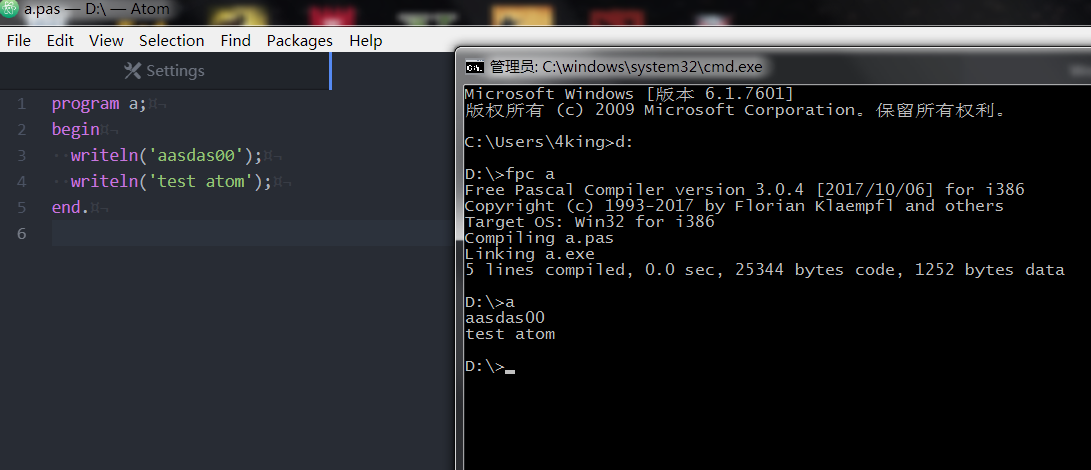 a.pas — D:\ — Atom
File Edit View Selection Find Packages Help
Settings
1 program a;¤¬
2 begin¤¬
3 ··writeln('aasdas00');¤¬
4 ··writeln('test atom');¤¬
5 end.¤¬
6
管理员: C:\windows\system32\cmd.exe
Microsoft Windows [版本 6.1.7601]
版权所有 (c) 2009 Microsoft Corporation。保留所有权利。
C:\Users\4king>d:
D:\>fpc a
Free Pascal Compiler version 3.0.4 [2017/10/06] for i386
Copyright (c) 1993-2017 by Florian Klaempfl and others
Target OS: Win32 for i386
Compiling a.pas
Linking a.exe
5 lines compiled, 0.0 sec, 25344 bytes code, 1252 bytes data
D:\>a
aasdas00
test atom
D:\>_